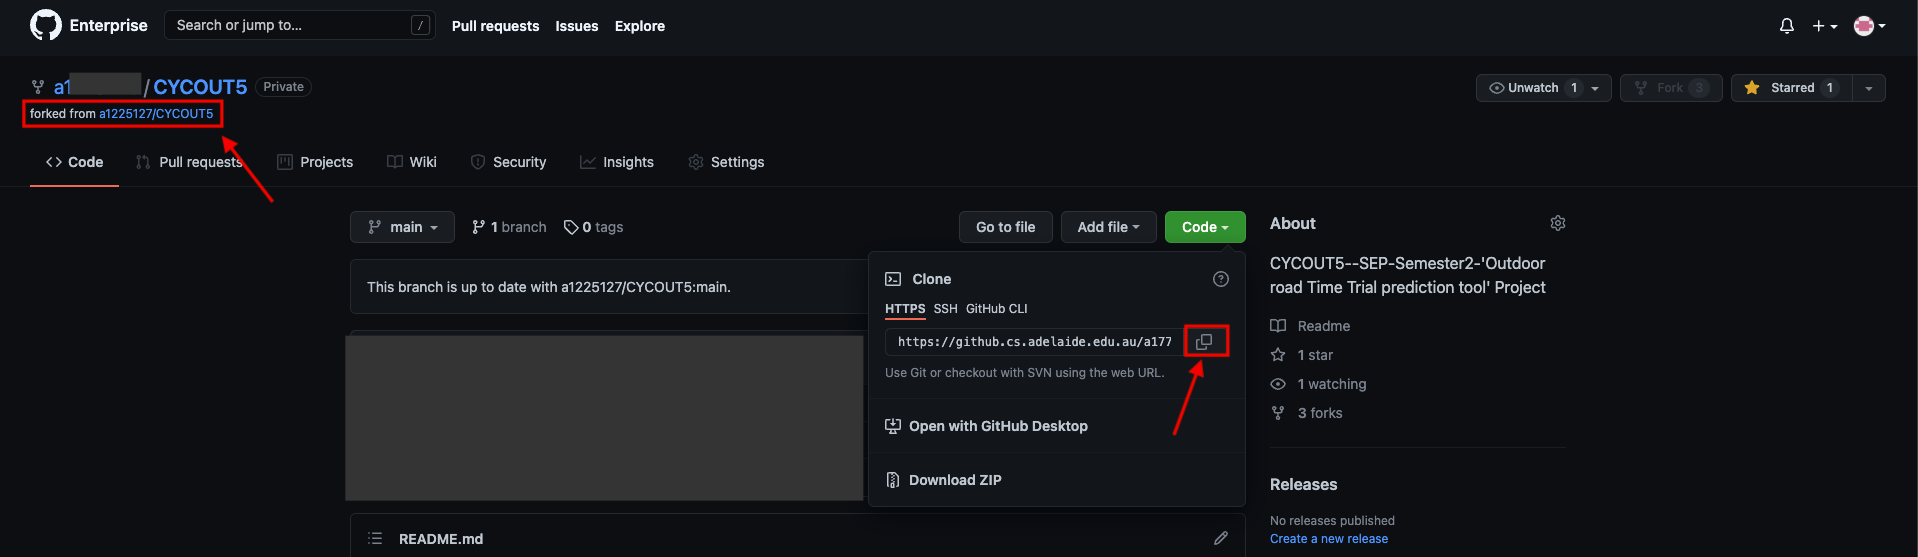 Enterprise Search or jump to... / Pull requests Issues Explore
a1 / CYCOUT5 Private Unwatch 1 Fork 3 Starred 1
forked from a1225127/CYCOUT5
Code Pull requests Projects Wiki Security Insights Settings
main 1 branch 0 tags Go to file Add file Code
This branch is up to date with a1225127/CYCOUT5:main.
Clone
HTTPS SSH GitHub CLI
https://github.cs.adelaide.edu.au/a177
Use Git or checkout with SVN using the web URL.
Open with GitHub Desktop
Download ZIP
README.md
About
CYCOUT5--SEP-Semester2-'Outdoor
road Time Trial prediction tool' Project
Readme
1 star
1 watching
3 forks
Releases
No releases published
Create a new release